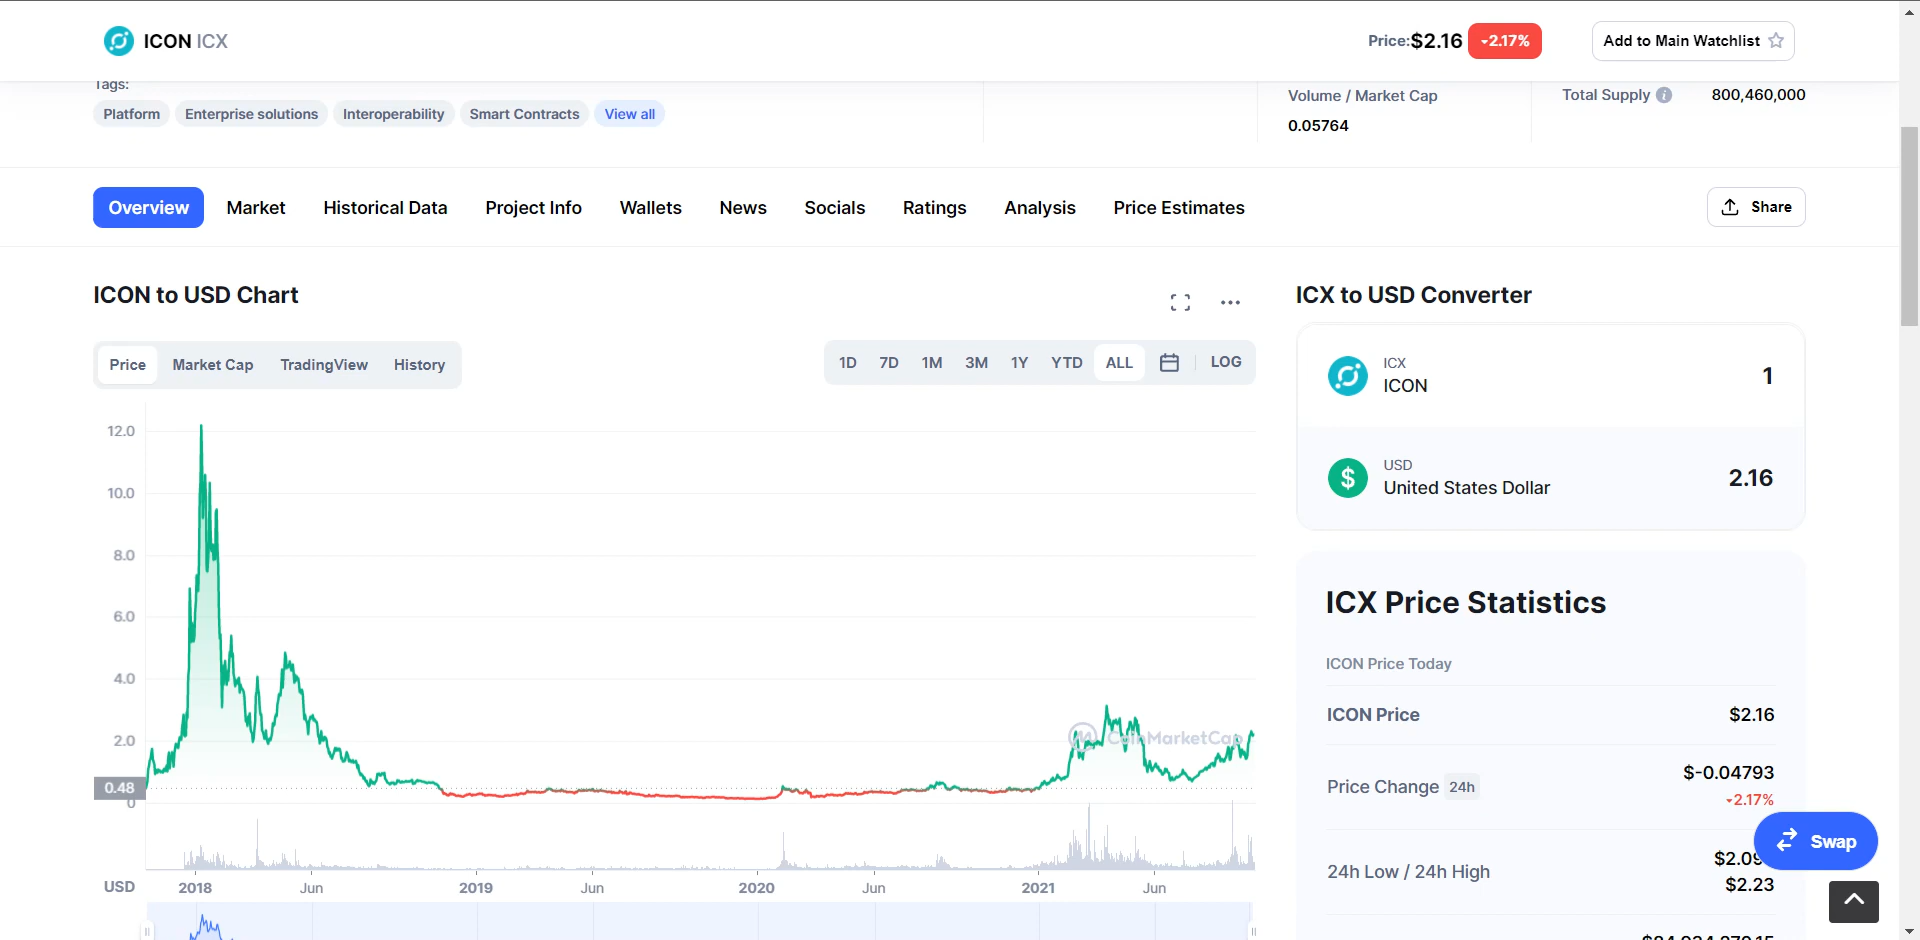 ICON ICX
Price:$2.16 -2.17%
Add to Main Watchlist
Tags:
Platform Enterprise solutions Interoperability Smart Contracts View all
Volume / Market Cap
0.05764
Total Supply 800,460,000
Overview Market Historical Data Project Info Wallets News Socials Ratings Analysis Price Estimates
Share
ICON to USD Chart
Price Market Cap TradingView History
1D 7D 1M 3M 1Y YTD ALL LOG
12.0
10.0
8.0
6.0
4.0
2.0
0.48
0
CoinMarketCap
USD 2018 Jun 2019 Jun 2020 Jun 2021 Jun
ICX to USD Converter
ICX
ICON 1
USD
United States Dollar 2.16
ICX Price Statistics
ICON Price Today
ICON Price $2.16
Price Change 24h $-0.04793
-2.17%
24h Low / 24h High $2.09
$2.23
Swap